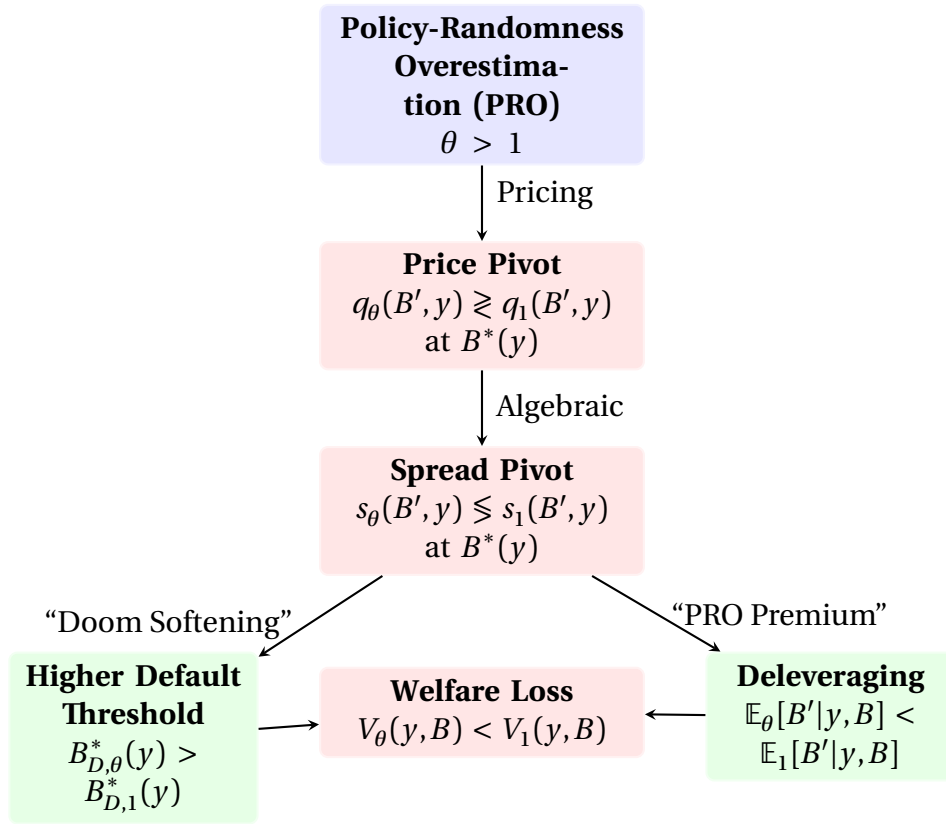 Policy-Randomness
Overestima-
tion (PRO)
θ > 1
Pricing
Price Pivot
q_θ(B′, y) ≷ q_1(B′, y)
at B*(y)
Algebraic
Spread Pivot
s_θ(B′, y) ≶ s_1(B′, y)
at B*(y)
“Doom Softening”
“PRO Premium”
Higher Default
Threshold
B*_{D,θ}(y) >
B*_{D,1}(y)
Welfare Loss
V_θ(y, B) < V_1(y, B)
Deleveraging
𝔼_θ[B′|y, B] <
𝔼_1[B′|y, B]